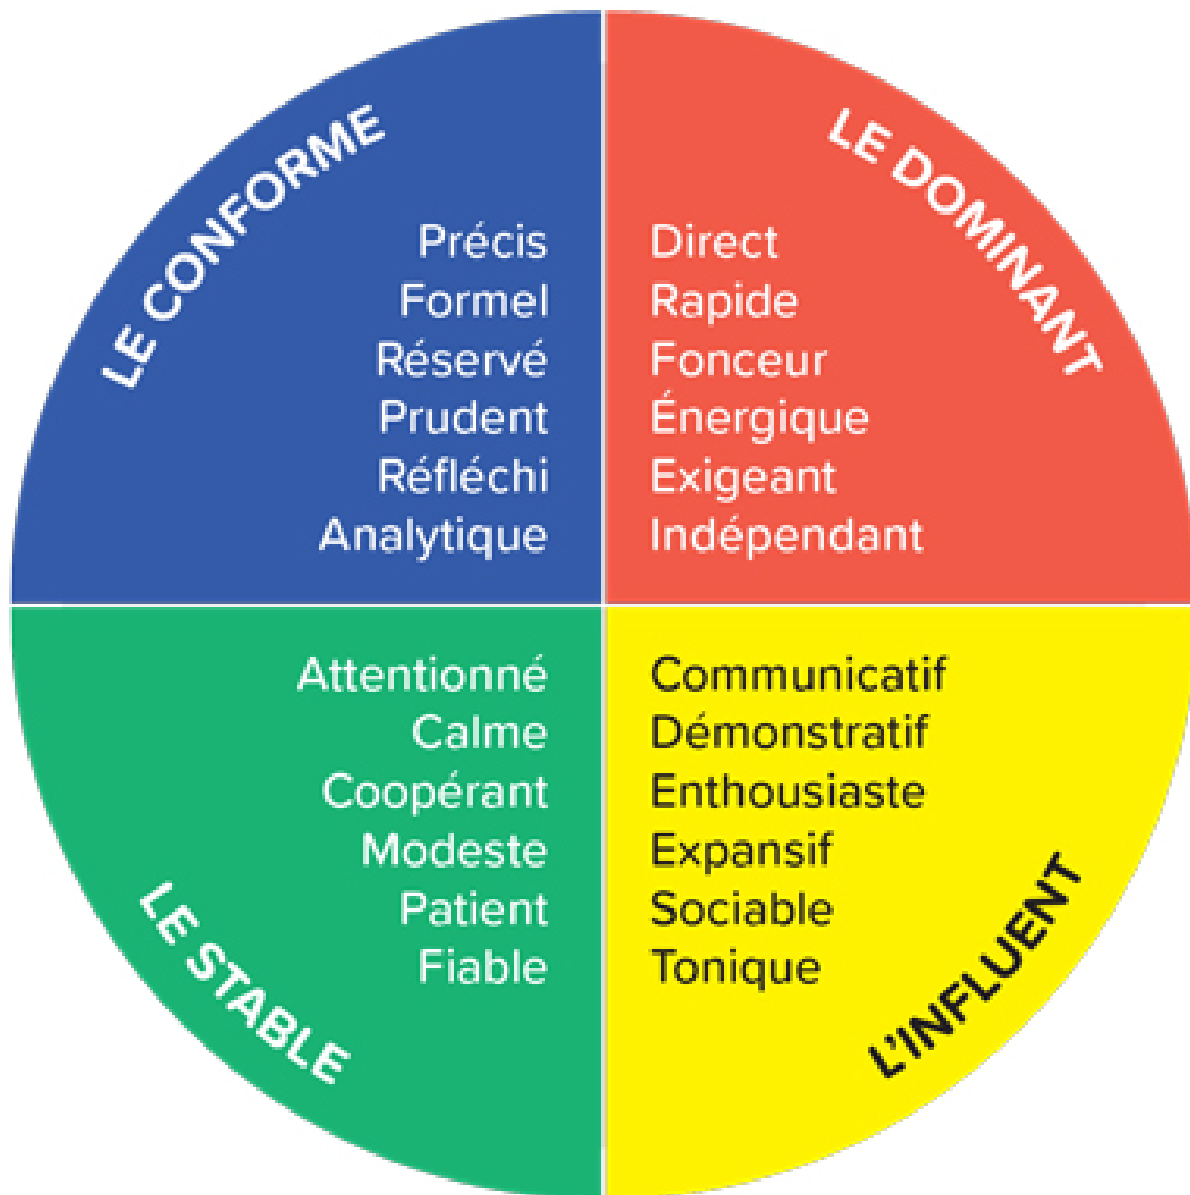 LE CONFORME
Précis
Formel
Réservé
Prudent
Réfléchi
Analytique
LE DOMINANT
Direct
Rapide
Fonceur
Énergique
Exigeant
Indépendant
Attentionné
Calme
Coopérant
Modeste
Patient
Fiable
LE STABLE
Communicatif
Démonstratif
Enthousiaste
Expansif
Sociable
Tonique
L'INFLUENT